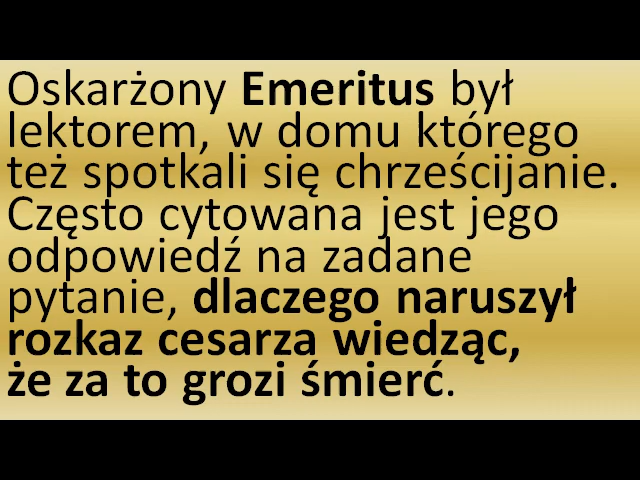 Oskarżony Emeritus był
lektorem, w domu którego
też spotkali się chrześcijanie.
Często cytowana jest jego
odpowiedź na zadane
pytanie, dlaczego naruszył
rozkaz cesarza wiedząc,
że za to grozi śmierć.